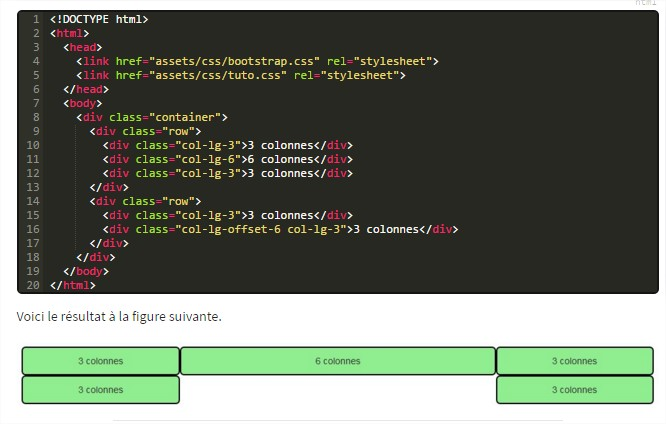 html
1 <!DOCTYPE html>
2 <html>
3 <head>
4 <link href="assets/css/bootstrap.css" rel="stylesheet">
5 <link href="assets/css/tuto.css" rel="stylesheet">
6 </head>
7 <body>
8 <div class="container">
9 <div class="row">
10 <div class="col-lg-3">3 colonnes</div>
11 <div class="col-lg-6">6 colonnes</div>
12 <div class="col-lg-3">3 colonnes</div>
13 </div>
14 <div class="row">
15 <div class="col-lg-3">3 colonnes</div>
16 <div class="col-lg-offset-6 col-lg-3">3 colonnes</div>
17 </div>
18 </div>
19 </body>
20 </html>
Voici le résultat à la figure suivante.
3 colonnes 6 colonnes 3 colonnes
3 colonnes 3 colonnes